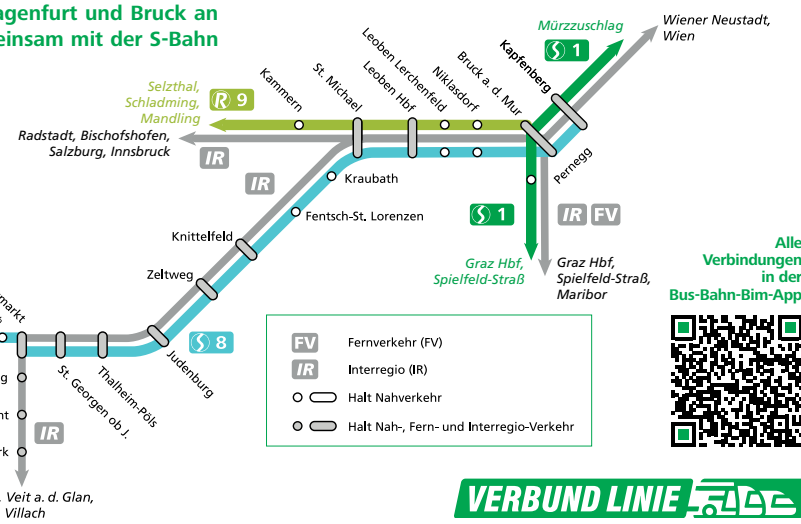 agenfurt und Bruck an
einsam mit der S-Bahn
Mürzzuschlag
S 1
Wiener Neustadt,
Wien
Selzthal,
Schladming,
Mandling
R 9
Kammern
St. Michael
Leoben Hbf
Leoben Lerchenfeld
Niklasdorf
Bruck a. d. Mur
Kapfenberg
Radstadt, Bischofshofen,
Salzburg, Innsbruck
IR
IR
Kraubath
Pernegg
Fentsch-St. Lorenzen
S 1
IR FV
Knittelfeld
Zeltweg
Graz Hbf,
Spielfeld-Straß
Graz Hbf,
Spielfeld-Straß,
Maribor
Alle
Verbindungen
in der
Bus-Bahn-Bim-App
markt
S 8
Judenburg
Thalheim-Pöls
St. Georgen ob J.
g
nt
rk
IR
. Veit a. d. Glan,
Villach
FV Fernverkehr (FV)
IR Interregio (IR)
Halt Nahverkehr
Halt Nah-, Fern- und Interregio-Verkehr
VERBUND LINIE